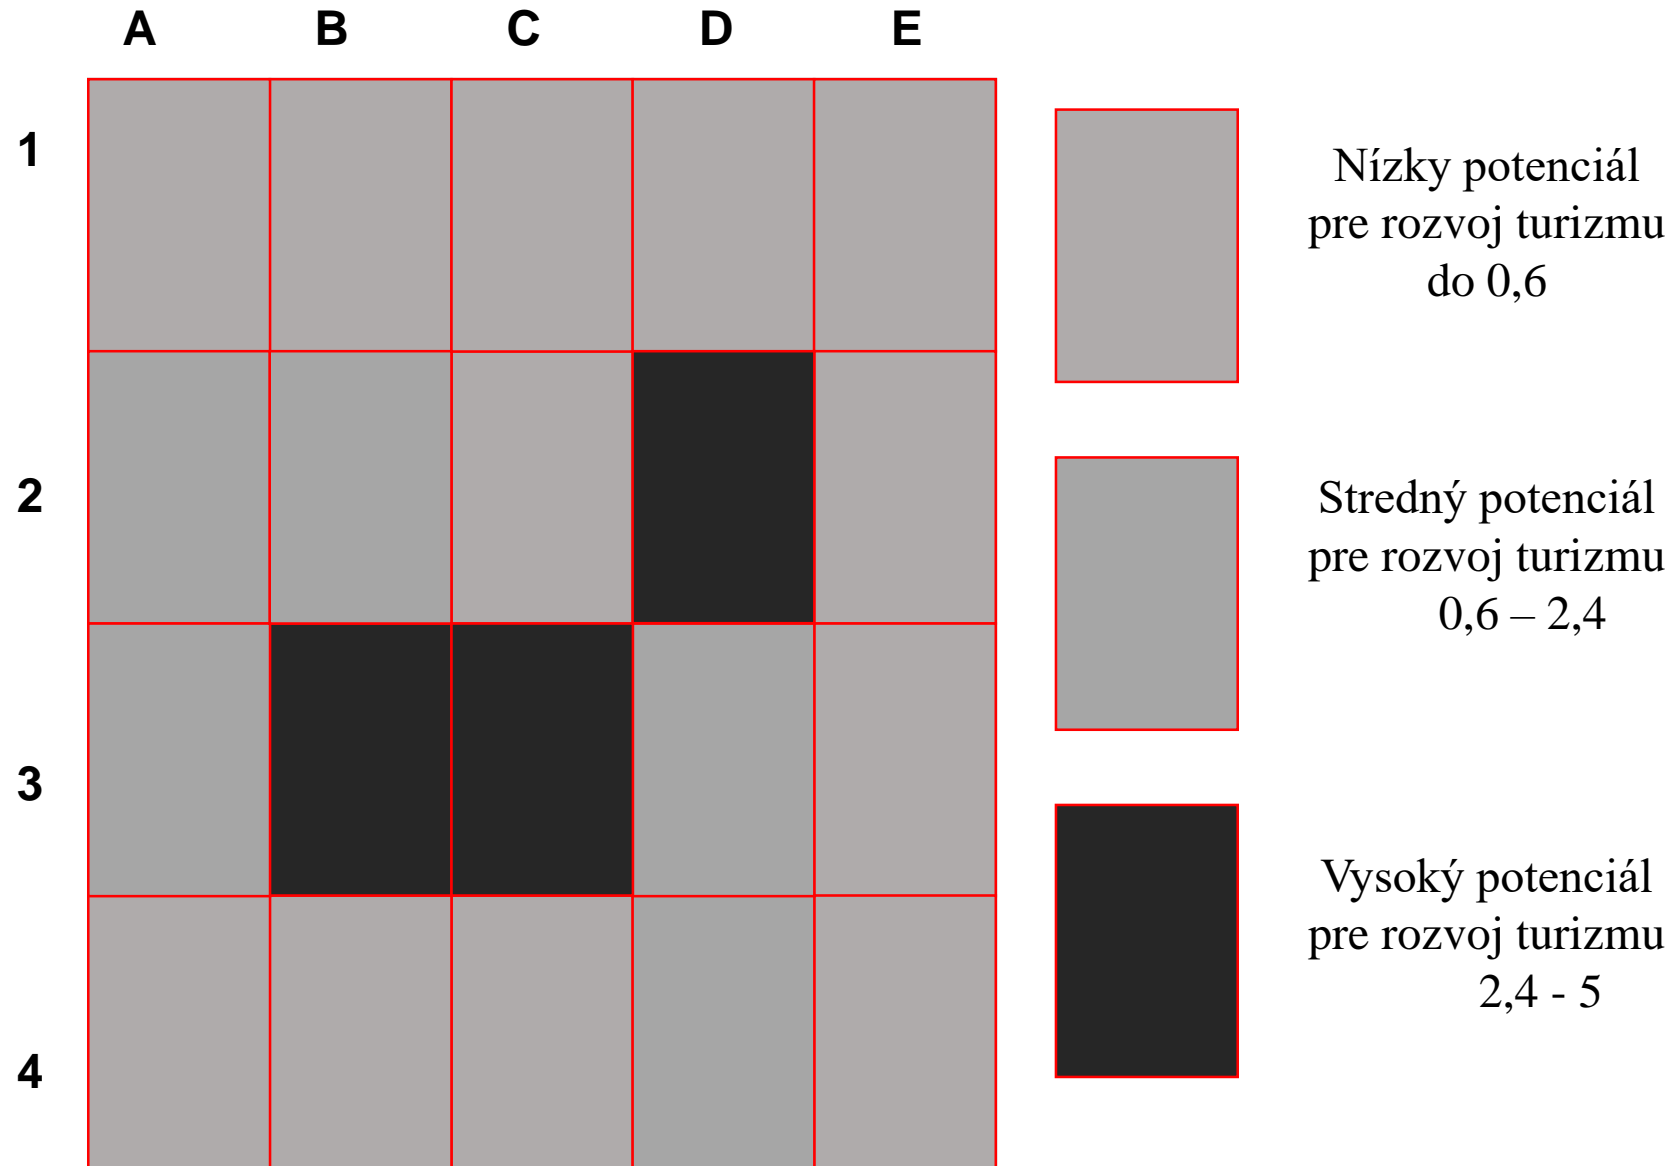 A B C D E
1
Nízky potenciál
pre rozvoj turizmu
do 0,6
2
Stredný potenciál
pre rozvoj turizmu
0,6 – 2,4
3
Vysoký potenciál
pre rozvoj turizmu
2,4 - 5
4